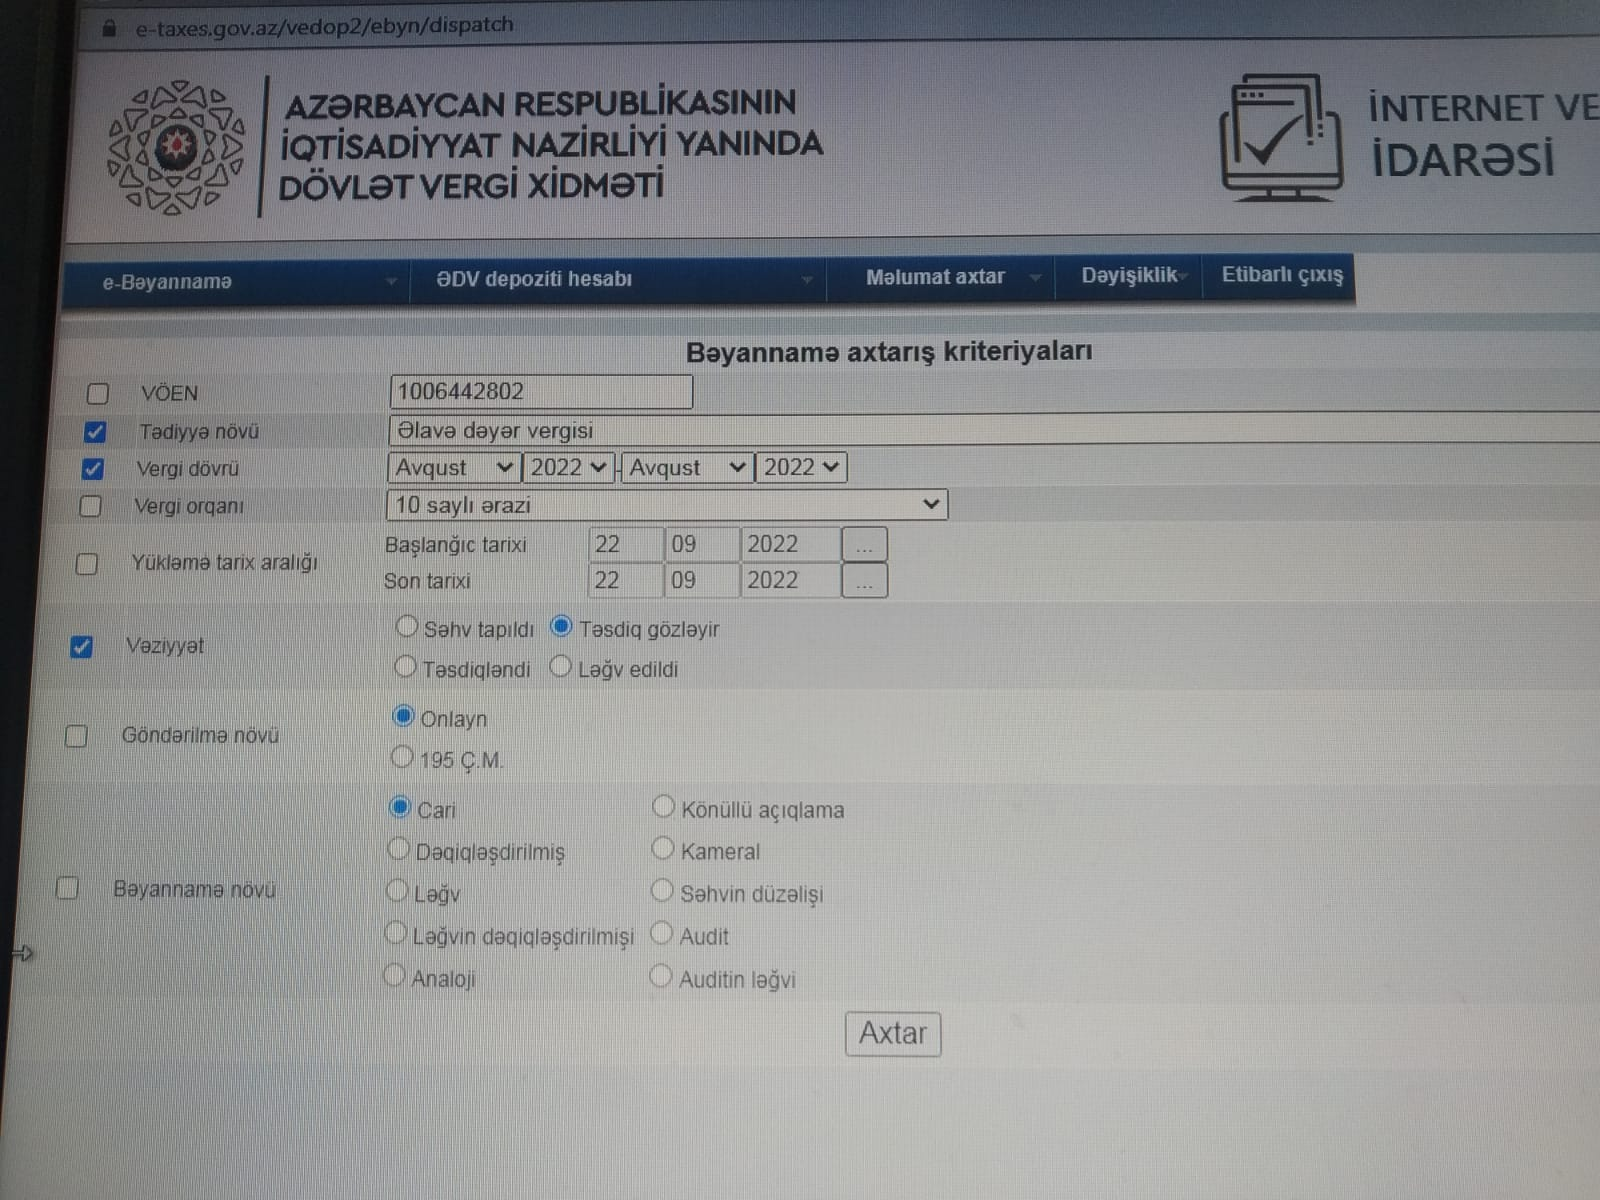 e-taxes.gov.az/vedop2/ebyn/dispatch
AZƏRBAYCAN RESPUBLİKASININ
İQTİSADİYYAT NAZİRLİYİ YANINDA
DÖVLƏT VERGİ XİDMƏTİ
İNTERNET VE
İDARƏSİ
e-Bəyannamə ƏDV depoziti hesabı Məlumat axtar Dəyişiklik Etibarlı çıxış
Bəyannamə axtarış kriteriyaları
VÖEN 1006442802
Tədiyyə növü Əlavə dəyər vergisi
Vergi dövrü Avqust 2022 - Avqust 2022
Vergi orqanı 10 saylı ərazi
Yükləmə tarix aralığı
Başlanğıc tarixi 22 09 2022 ...
Son tarixi 22 09 2022 ...
Vəziyyət
Səhv tapıldı Təsdiq gözləyir
Təsdiqləndi Ləğv edildi
Göndərilmə növü
Onlayn
195 Ç.M.
Bəyannamə növü
Cari Könüllü açıqlama
Dəqiqləşdirilmiş Kameral
Ləğv Səhvin düzəlişi
Ləğvin dəqiqləşdirilmişi Audit
Analoji Auditin ləğvi
Axtar